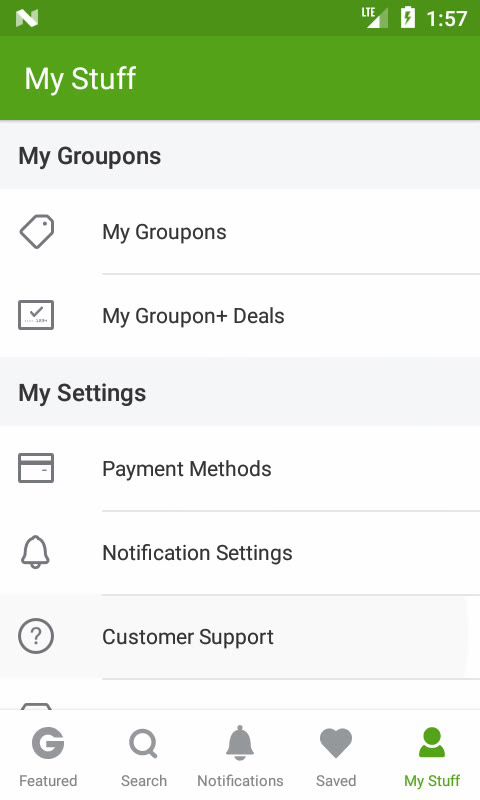 LTE
1:57
My Stuff
My Groupons
My Groupons
My Groupon+ Deals
My Settings
Payment Methods
Notification Settings
Customer Support
Featured
Search
Notifications
Saved
My Stuff